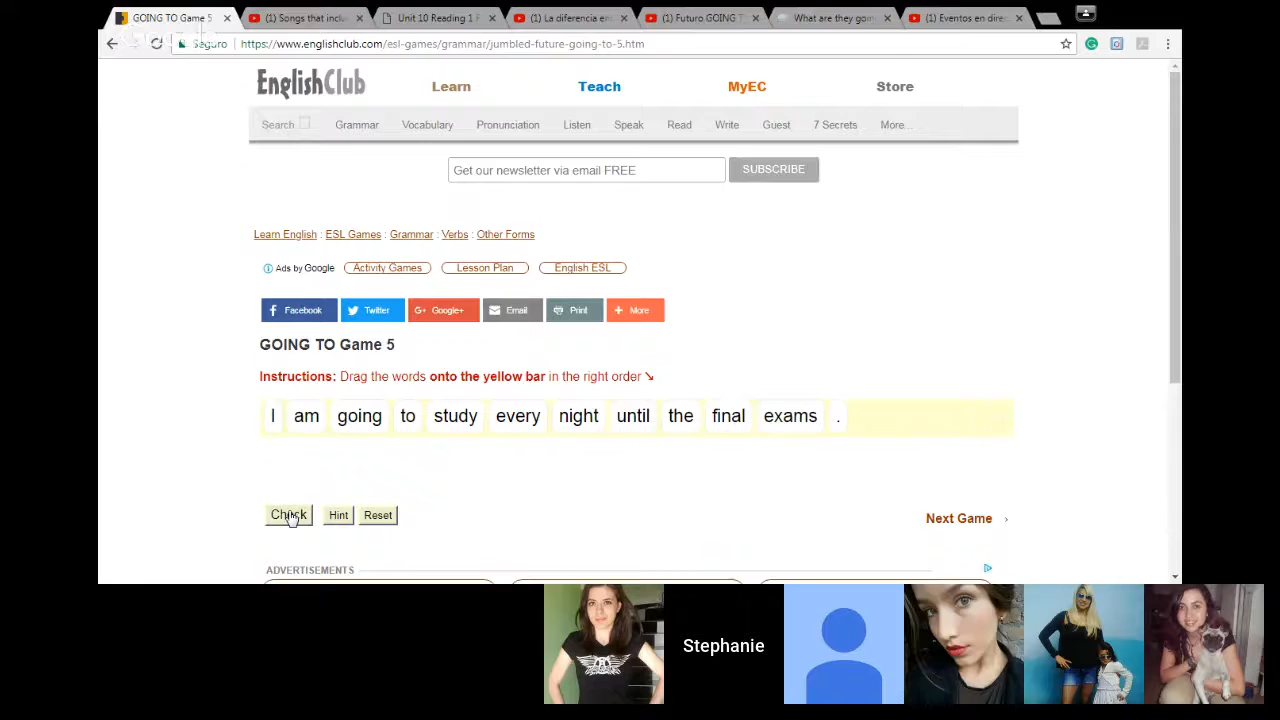 GOING TO Game 5
(1) Songs that inclu
Unit 10 Reading 1 F
(1) La diferencia en
(1) Futuro GOING T
What are they goin
(1) Eventos en direc
Seguro
https://www.englishclub.com/esl-games/grammar/jumbled-future-going-to-5.htm
EnglishClub
Learn
Teach
MyEC
Store
Search
Grammar
Vocabulary
Pronunciation
Listen
Speak
Read
Write
Guest
7 Secrets
More...
Get our newsletter via email FREE
SUBSCRIBE
Learn English : ESL Games : Grammar : Verbs : Other Forms
Ads by Google
Activity Games
Lesson Plan
English ESL
Facebook
Twitter
G+ Google+
Email
Print
More
GOING TO Game 5
Instructions: Drag the words onto the yellow bar in the right order ↘
I am going to study every night until the final exams .
Check
Hint
Reset
Next Game ›
ADVERTISEMENTS
Stephanie